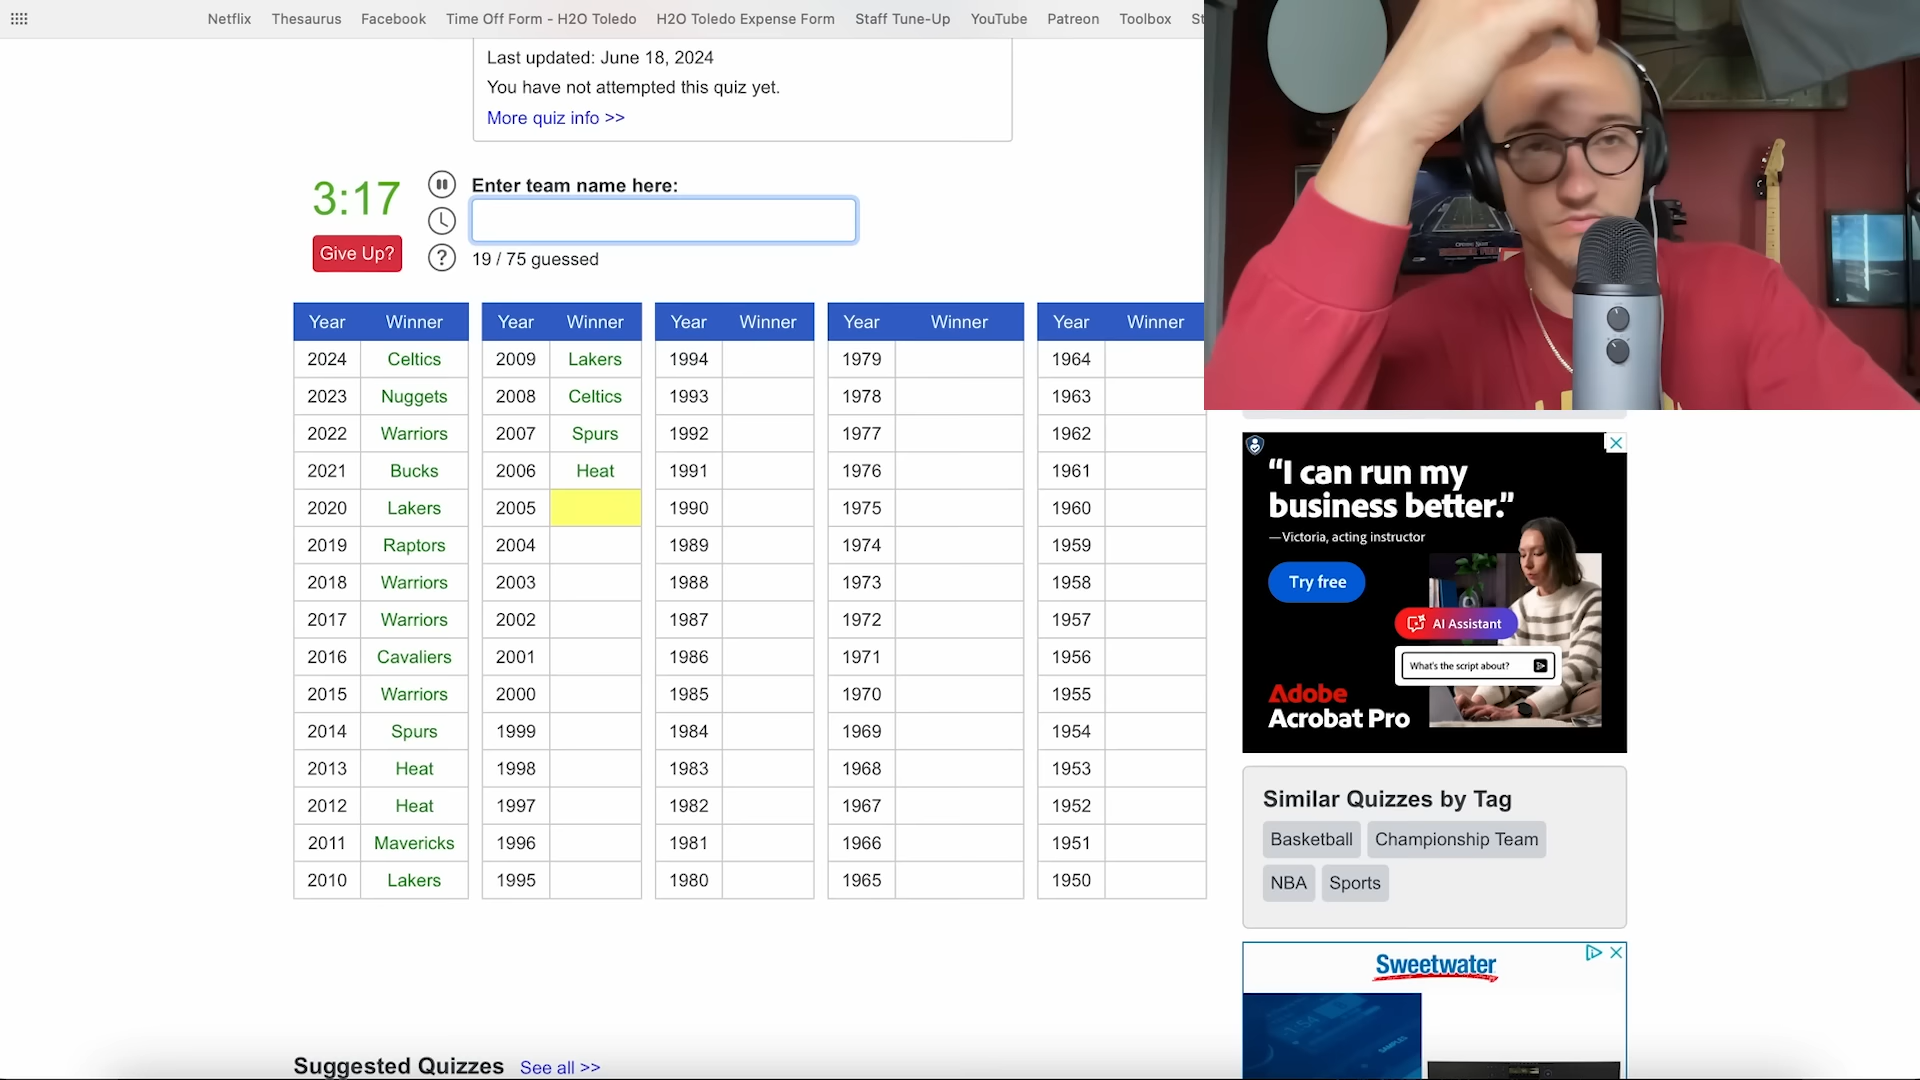 Netflix Thesaurus Facebook Time Off Form - H2O Toledo H2O Toledo Expense Form Staff Tune-Up YouTube Patreon Toolbox St
Last updated: June 18, 2024
You have not attempted this quiz yet.
More quiz info >>
3:17
Give Up?
Enter team name here:
19 / 75 guessed
Year Winner Year Winner Year Winner Year Winner Year Winner
2024 Celtics 2009 Lakers 1994 1979 1964
2023 Nuggets 2008 Celtics 1993 1978 1963
2022 Warriors 2007 Spurs 1992 1977 1962
2021 Bucks 2006 Heat 1991 1976 1961
2020 Lakers 2005 1990 1975 1960
2019 Raptors 2004 1989 1974 1959
2018 Warriors 2003 1988 1973 1958
2017 Warriors 2002 1987 1972 1957
2016 Cavaliers 2001 1986 1971 1956
2015 Warriors 2000 1985 1970 1955
2014 Spurs 1999 1984 1969 1954
2013 Heat 1998 1983 1968 1953
2012 Heat 1997 1982 1967 1952
2011 Mavericks 1996 1981 1966 1951
2010 Lakers 1995 1980 1965 1950
“I can run my
business better.”
—Victoria, acting instructor
Try free
AI Assistant
What's the script about?
Adobe
Acrobat Pro
Similar Quizzes by Tag
Basketball Championship Team
NBA Sports
Sweetwater
Suggested Quizzes See all >>